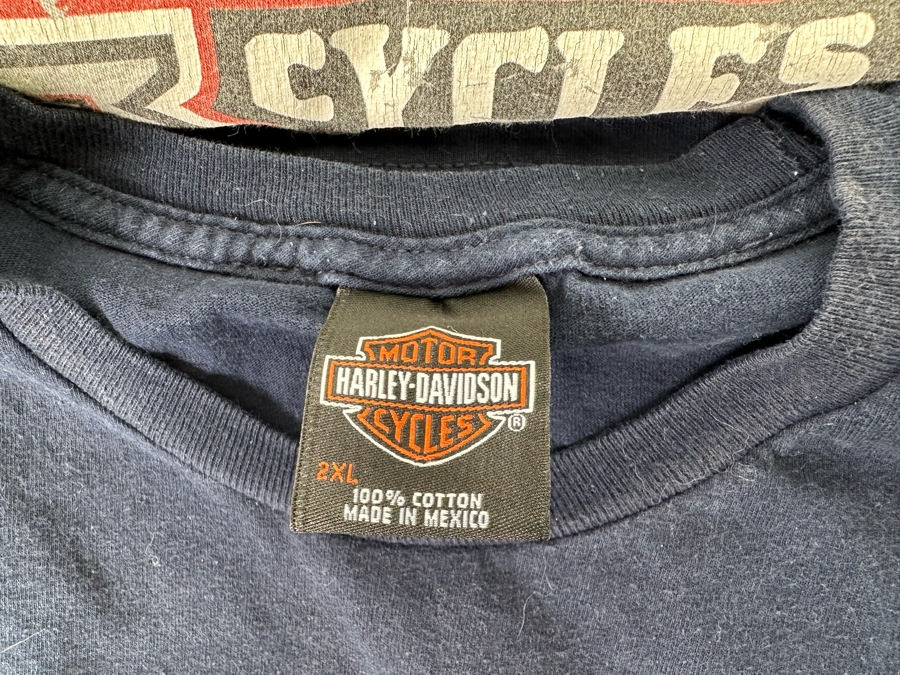 CYCLES
MOTOR
HARLEY-DAVIDSON
CYCLES
®
2XL
100% COTTON
MADE IN MEXICO